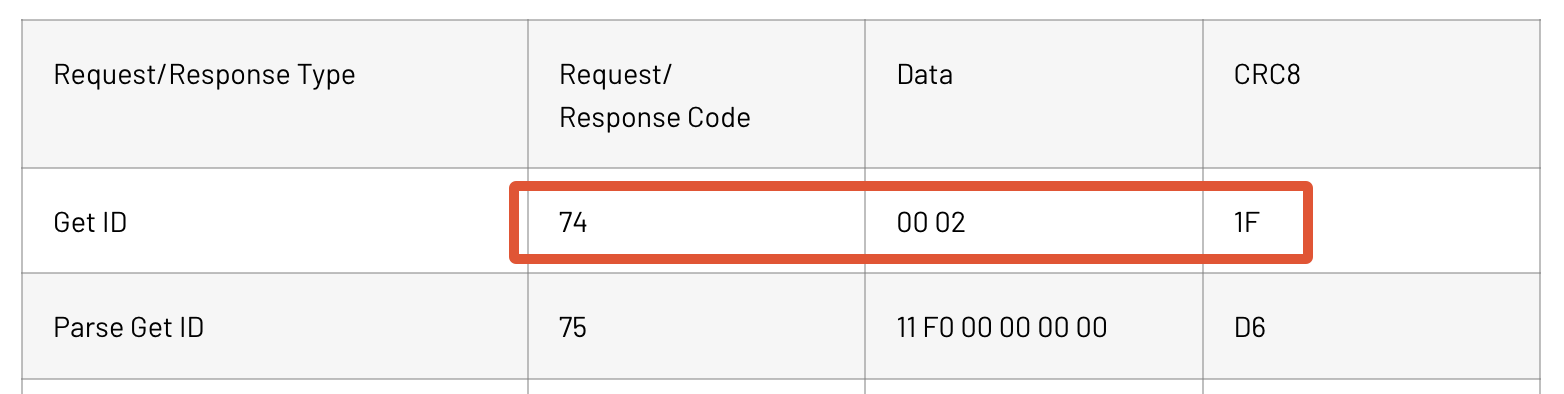 Request/Response Type
Request/
Response Code
Data
CRC8
Get ID
74
00 02
1F
Parse Get ID
75
11 F0 00 00 00 00
D6